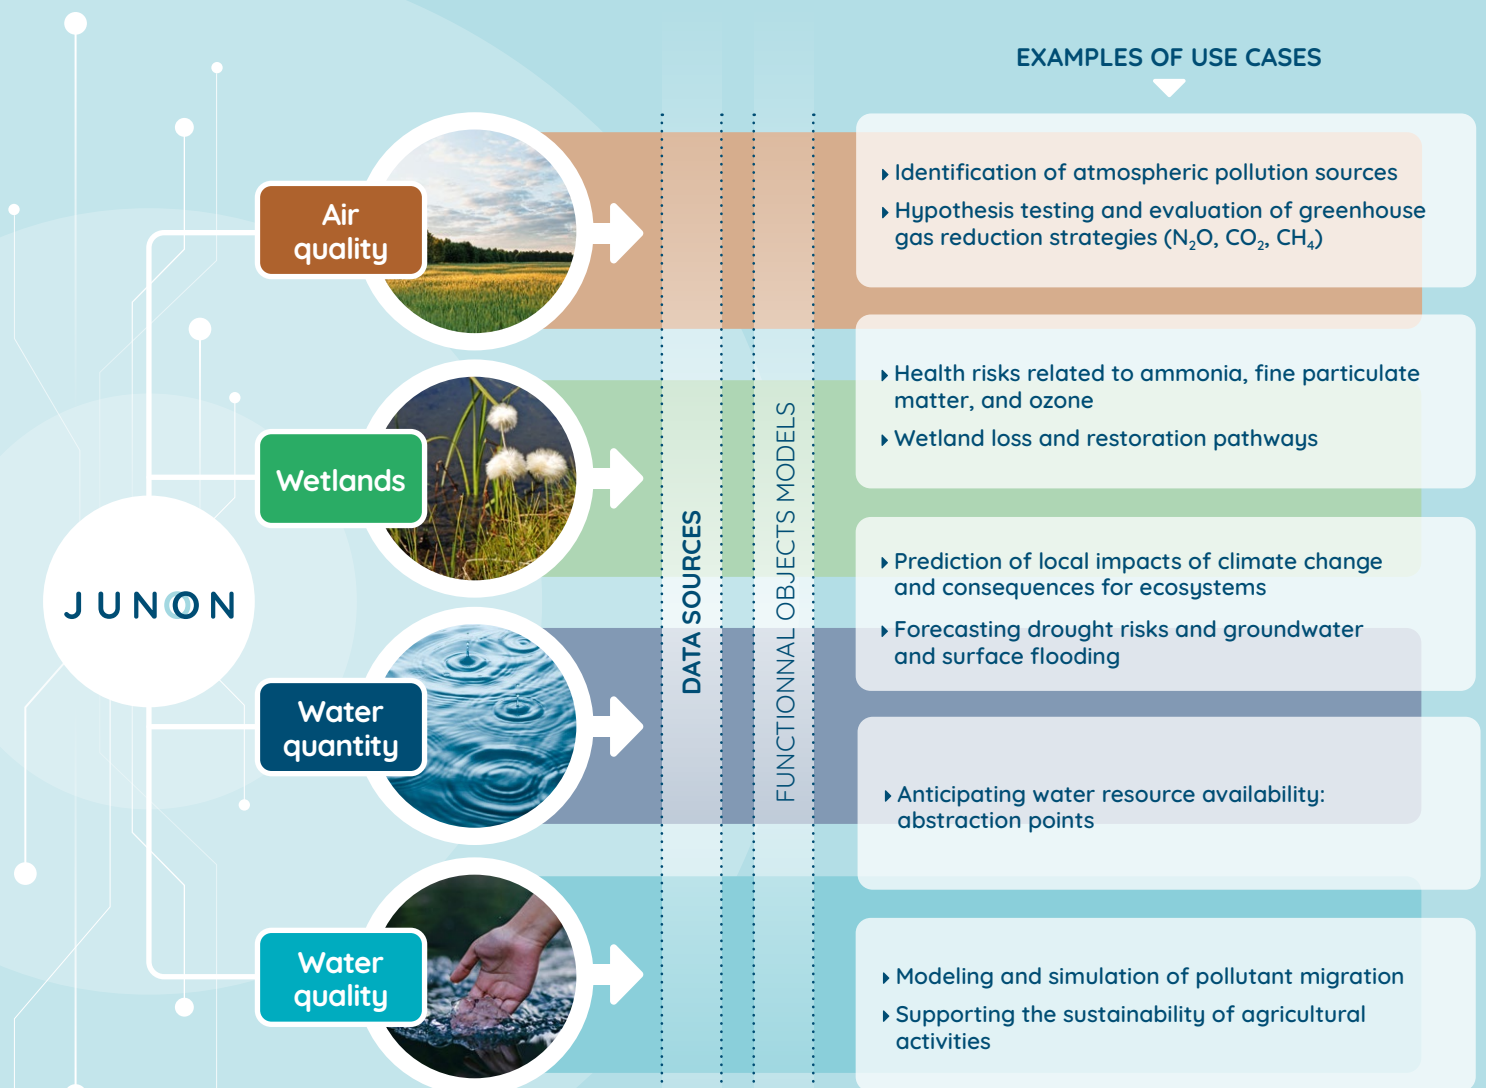 EXAMPLES OF USE CASES
Air
quality
Identification of atmospheric pollution sources
Hypothesis testing and evaluation of greenhouse
gas reduction strategies (N₂O, CO₂, CH₄)
Wetlands
Health risks related to ammonia, fine particulate
matter, and ozone
Wetland loss and restoration pathways
JUNON
DATA SOURCES
FUNCTIONNAL OBJECTS MODELS
Prediction of local impacts of climate change
and consequences for ecosystems
Forecasting drought risks and groundwater
and surface flooding
Water
quantity
Anticipating water resource availability:
abstraction points
Water
quality
Modeling and simulation of pollutant migration
Supporting the sustainability of agricultural
activities